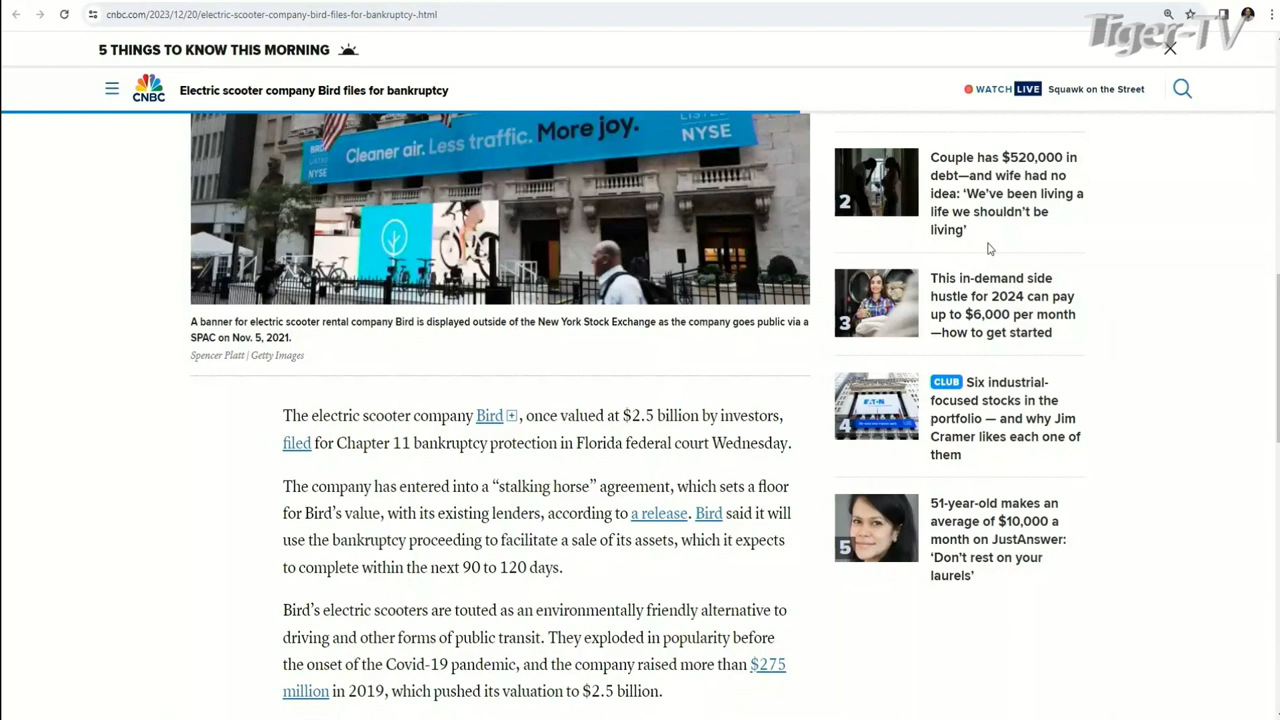 cnbc.com/2023/12/20/electric-scooter-company-bird-files-for-bankruptcy-.html
Tiger-TV
5 THINGS TO KNOW THIS MORNING
CNBC
Electric scooter company Bird files for bankruptcy
WATCH LIVE Squawk on the Street
Cleaner air. Less traffic. More joy.
LISTED
NYSE
NYSE
A banner for electric scooter rental company Bird is displayed outside of the New York Stock Exchange as the company goes public via a
SPAC on Nov. 5, 2021.
Spencer Platt | Getty Images
The electric scooter company Bird, once valued at $2.5 billion by investors,
filed for Chapter 11 bankruptcy protection in Florida federal court Wednesday.
The company has entered into a “stalking horse” agreement, which sets a floor
for Bird’s value, with its existing lenders, according to a release. Bird said it will
use the bankruptcy proceeding to facilitate a sale of its assets, which it expects
to complete within the next 90 to 120 days.
Bird’s electric scooters are touted as an environmentally friendly alternative to
driving and other forms of public transit. They exploded in popularity before
the onset of the Covid-19 pandemic, and the company raised more than $275
million in 2019, which pushed its valuation to $2.5 billion.
2
Couple has $520,000 in
debt—and wife had no
idea: ‘We’ve been living a
life we shouldn’t be
living’
3
This in-demand side
hustle for 2024 can pay
up to $6,000 per month
—how to get started
4
EATON
CLUB Six industrial-
focused stocks in the
portfolio — and why Jim
Cramer likes each one of
them
5
51-year-old makes an
average of $10,000 a
month on JustAnswer:
‘Don’t rest on your
laurels’